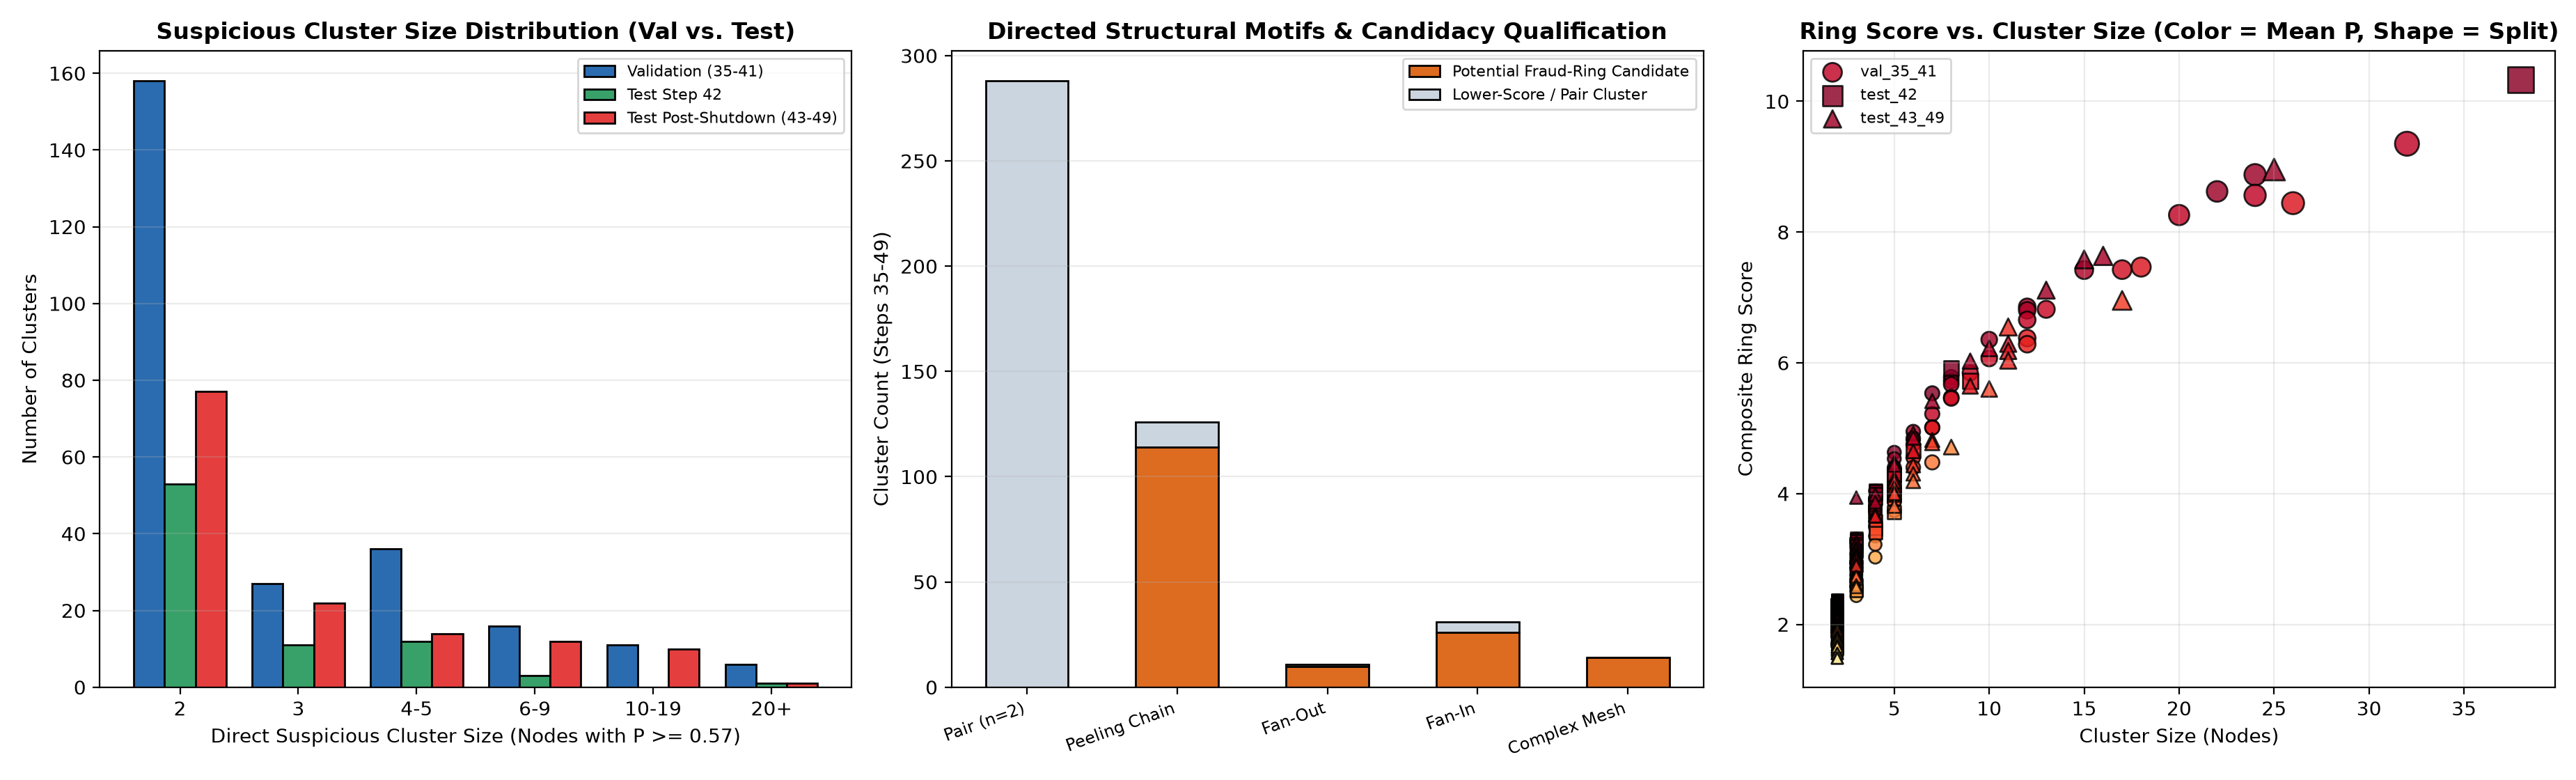 Suspicious Cluster Size Distribution (Val vs. Test)
Number of Clusters
160
140
120
100
80
60
40
20
0
Validation (35-41)
Test Step 42
Test Post-Shutdown (43-49)
2
3
4-5
6-9
10-19
20+
Direct Suspicious Cluster Size (Nodes with P >= 0.57)
Directed Structural Motifs & Candidacy Qualification
Cluster Count (Steps 35-49)
300
250
200
150
100
50
0
Potential Fraud-Ring Candidate
Lower-Score / Pair Cluster
Pair (n=2)
Peeling Chain
Fan-Out
Fan-In
Complex Mesh
Ring Score vs. Cluster Size (Color = Mean P, Shape = Split)
Composite Ring Score
10
8
6
4
2
val_35_41
test_42
test_43_49
5
10
15
20
25
30
35
Cluster Size (Nodes)